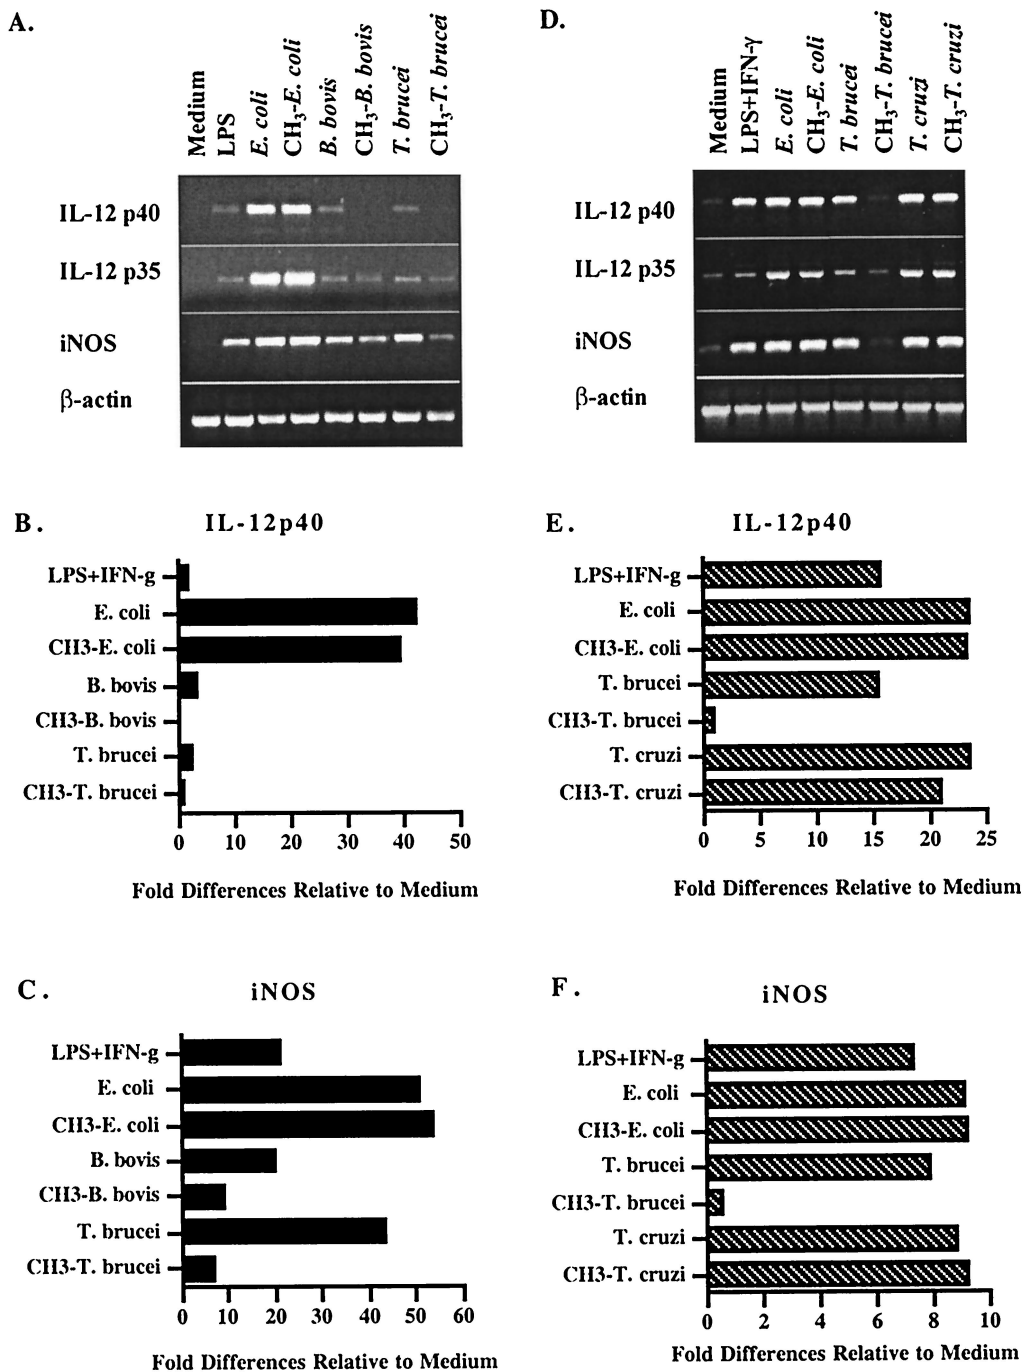 A.
Medium
LPS
E. coli
CH3-E. coli
B. bovis
CH3-B. bovis
T. brucei
CH3-T. brucei
IL-12 p40
IL-12 p35
iNOS
β-actin
D.
Medium
LPS+IFN-γ
E. coli
CH3-E. coli
T. brucei
CH3-T. brucei
T. cruzi
CH3-T. cruzi
IL-12 p40
IL-12 p35
iNOS
β-actin
B.
IL-12p40
LPS+IFN-g
E. coli
CH3-E. coli
B. bovis
CH3-B. bovis
T. brucei
CH3-T. brucei
0 10 20 30 40 50
Fold Differences Relative to Medium
E.
IL-12p40
LPS+IFN-g
E. coli
CH3-E. coli
T. brucei
CH3-T. brucei
T. cruzi
CH3-T. cruzi
0 5 10 15 20 25
Fold Differences Relative to Medium
C.
iNOS
LPS+IFN-g
E. coli
CH3-E. coli
B. bovis
CH3-B. bovis
T. brucei
CH3-T. brucei
0 10 20 30 40 50 60
Fold Differences Relative to Medium
F.
iNOS
LPS+IFN-g
E. coli
CH3-E. coli
T. brucei
CH3-T. brucei
T. cruzi
CH3-T. cruzi
0 2 4 6 8 10
Fold Differences Relative to Medium